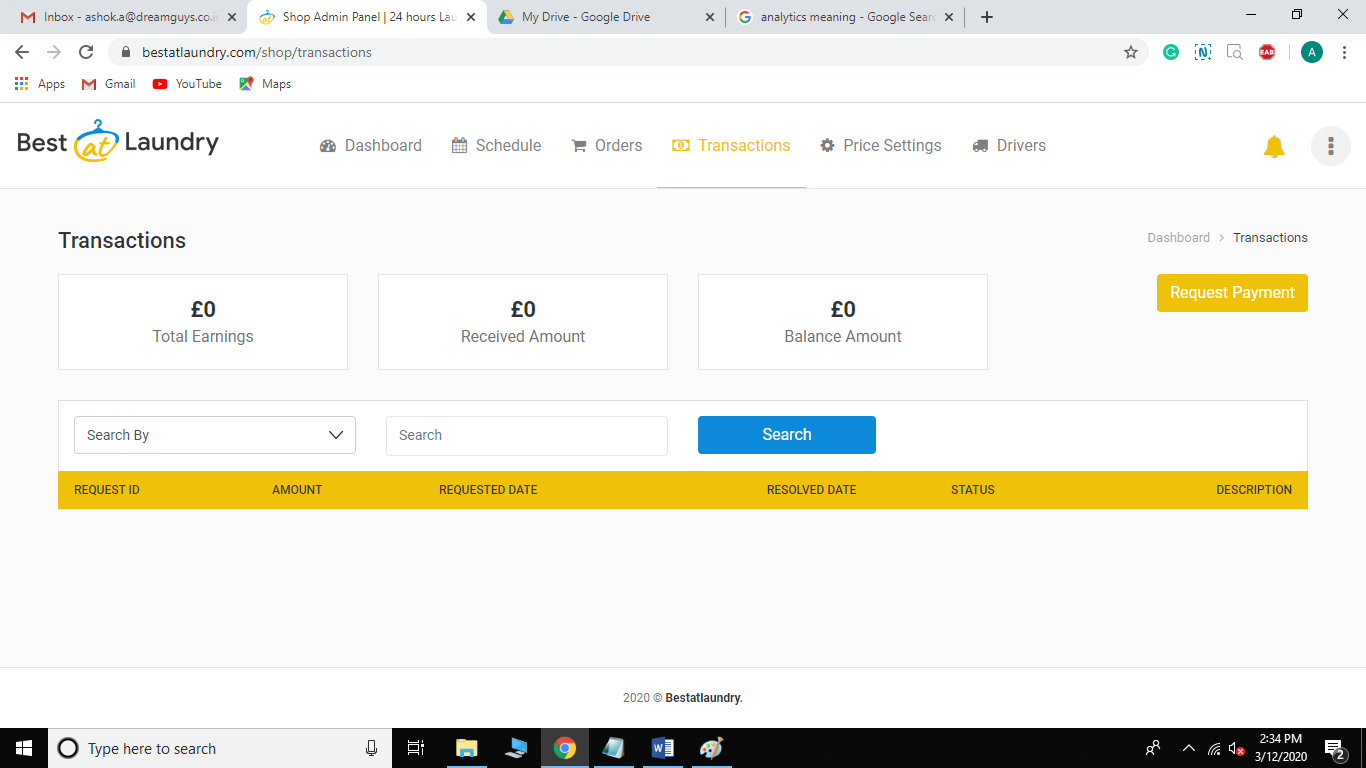 Inbox - ashok.a@dreamguys.co.in
Shop Admin Panel | 24 hours Lau
My Drive - Google Drive
analytics meaning - Google Searc
bestatlaundry.com/shop/transactions
EAB
A
Apps
Gmail
YouTube
Maps
Best at Laundry
Dashboard
Schedule
Orders
Transactions
Price Settings
Drivers
Transactions
Dashboard > Transactions
£0
Total Earnings
£0
Received Amount
£0
Balance Amount
Request Payment
Search By
Search
Search
REQUEST ID
AMOUNT
REQUESTED DATE
RESOLVED DATE
STATUS
DESCRIPTION
2020 © Bestatlaundry.
Type here to search
2:34 PM
3/12/2020
2